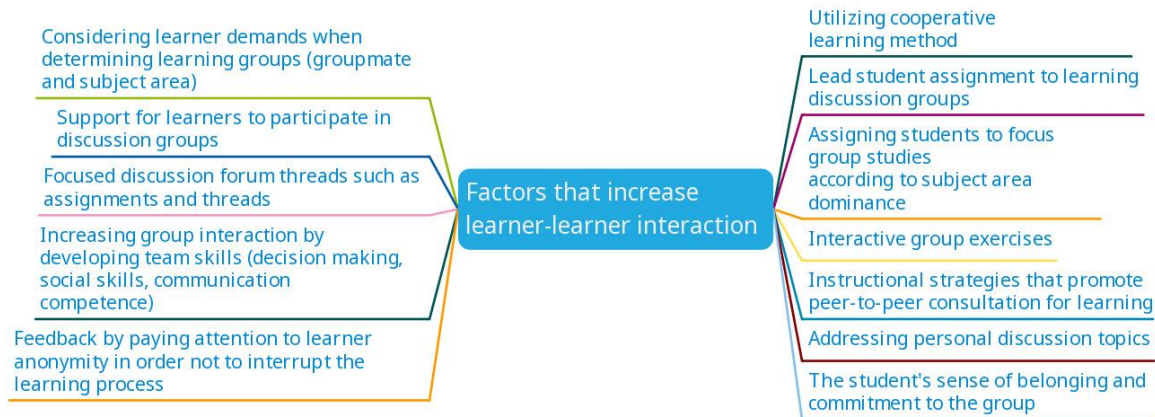 Considering learner demands when
determining learning groups (groupmate
and subject area)
Support for learners to participate in
discussion groups
Focused discussion forum threads such as
assignments and threads
Increasing group interaction by
developing team skills (decision making,
social skills, communication
competence)
Feedback by paying attention to learner
anonymity in order not to interrupt the
learning process
Factors that increase
learner-learner interaction
Utilizing cooperative
learning method
Lead student assignment to learning
discussion groups
Assigning students to focus
group studies
according to subject area
dominance
Interactive group exercises
Instructional strategies that promote
peer-to-peer consultation for learning
Addressing personal discussion topics
The student's sense of belonging and
commitment to the group